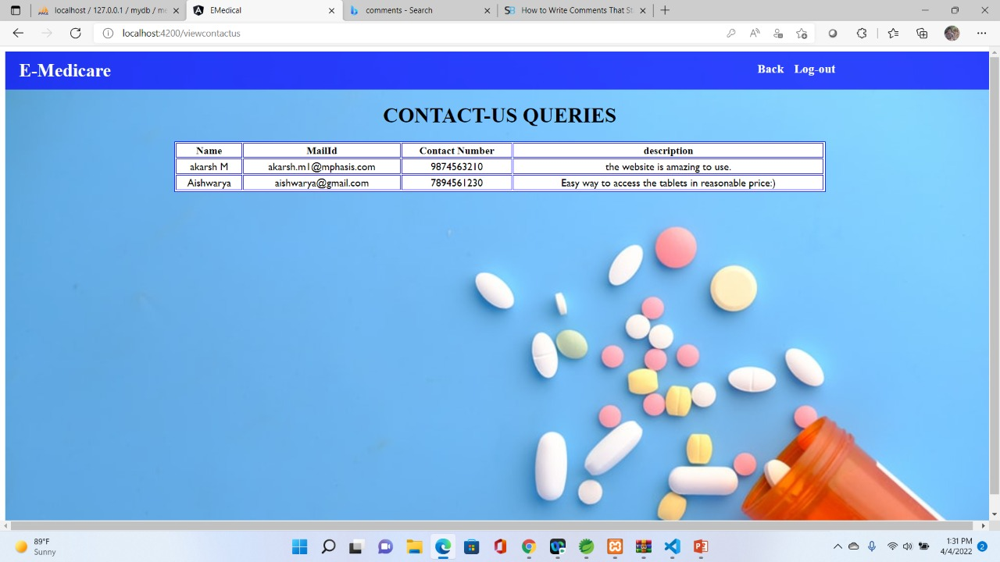 localhost / 127.0.0.1 / mydb / me
EMedical
comments - Search
How to Write Comments That St
localhost:4200/viewcontactus
E-Medicare
Back Log-out
CONTACT-US QUERIES
Name MailId Contact Number description
akarsh M akarsh.m1@mphasis.com 9874563210 the website is amazing to use.
Aishwarya aishwarya@gmail.com 7894561230 Easy way to access the tablets in reasonable price:)
89°F
Sunny
1:31 PM
4/4/2022
2